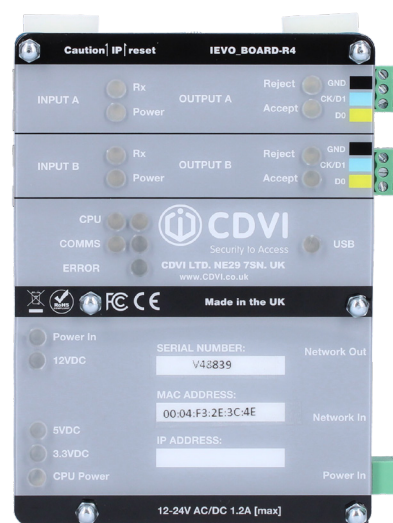 Caution IP reset IEVO_BOARD-R4
INPUT A Rx OUTPUT A Reject GND
Power Accept CK/D1
D0
INPUT B Rx OUTPUT B Reject GND
Power Accept CK/D1
D0
CPU
COMMS
ERROR
CDVI
Security to Access
USB
CDVI LTD. NE29 7SN. UK
www.CDVI.co.uk
RoHS FC CE Made in the UK
Power In
12VDC
5VDC
3.3VDC
CPU Power
SERIAL NUMBER:
V48839
MAC ADDRESS:
00:04:F3:2E:3C:4E
IP ADDRESS:
Network Out
Network In
Power In
12-24V AC/DC 1.2A [max]